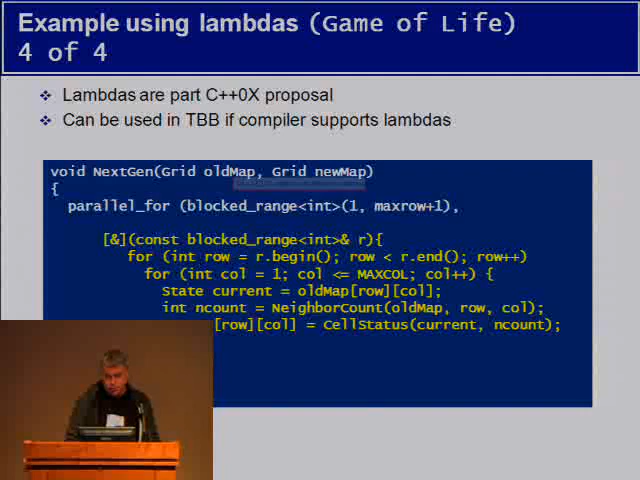 Example using lambdas (Game of Life)
4 of 4
Lambdas are part C++0X proposal
Can be used in TBB if compiler supports lambdas
void NextGen(Grid oldMap, Grid newMap)
{
parallel_for (blocked_range<int>(1, maxrow+1),
[&](const blocked_range<int>& r){
for (int row = r.begin(); row < r.end(); row++)
for (int col = 1; col <= MAXCOL; col++) {
State current = oldMap[row][col];
int ncount = NeighborCount(oldMap, row, col);
[row][col] = CellStatus(current, ncount);